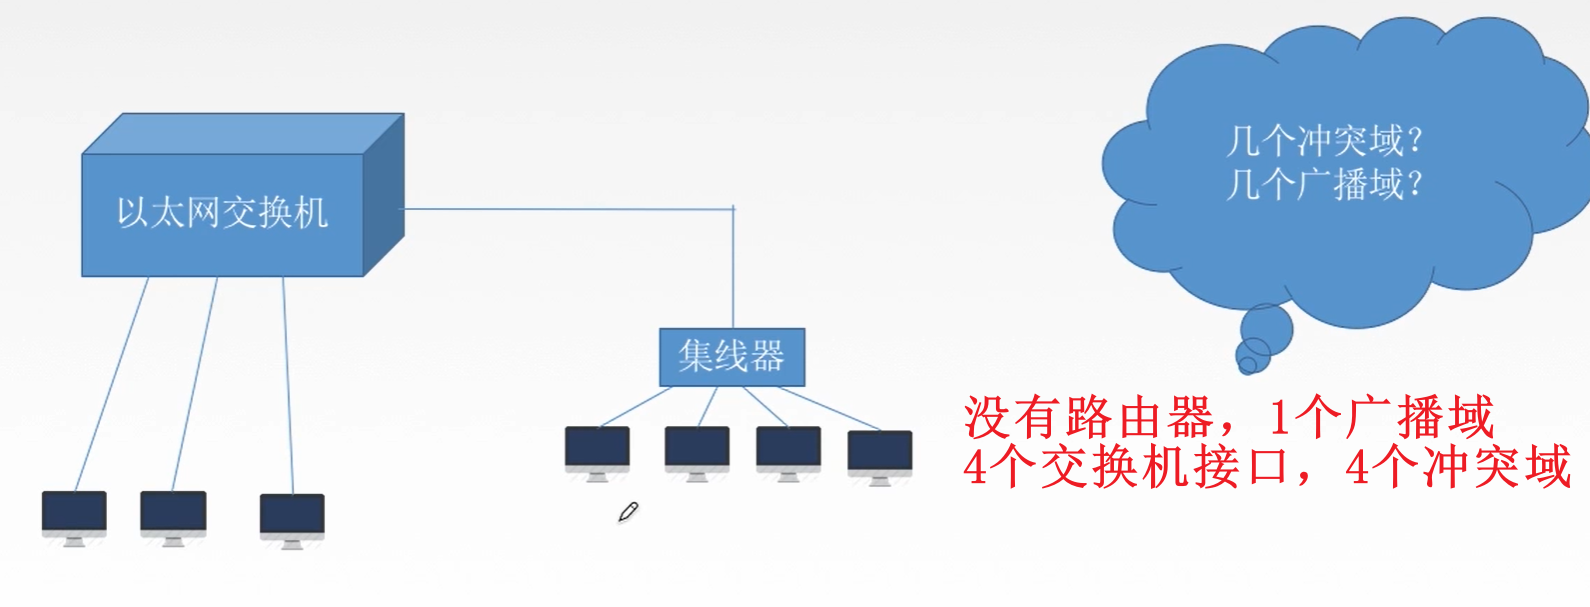 以太网交换机
集线器
几个冲突域?
几个广播域?
没有路由器，1个广播域
4个交换机接口，4个冲突域